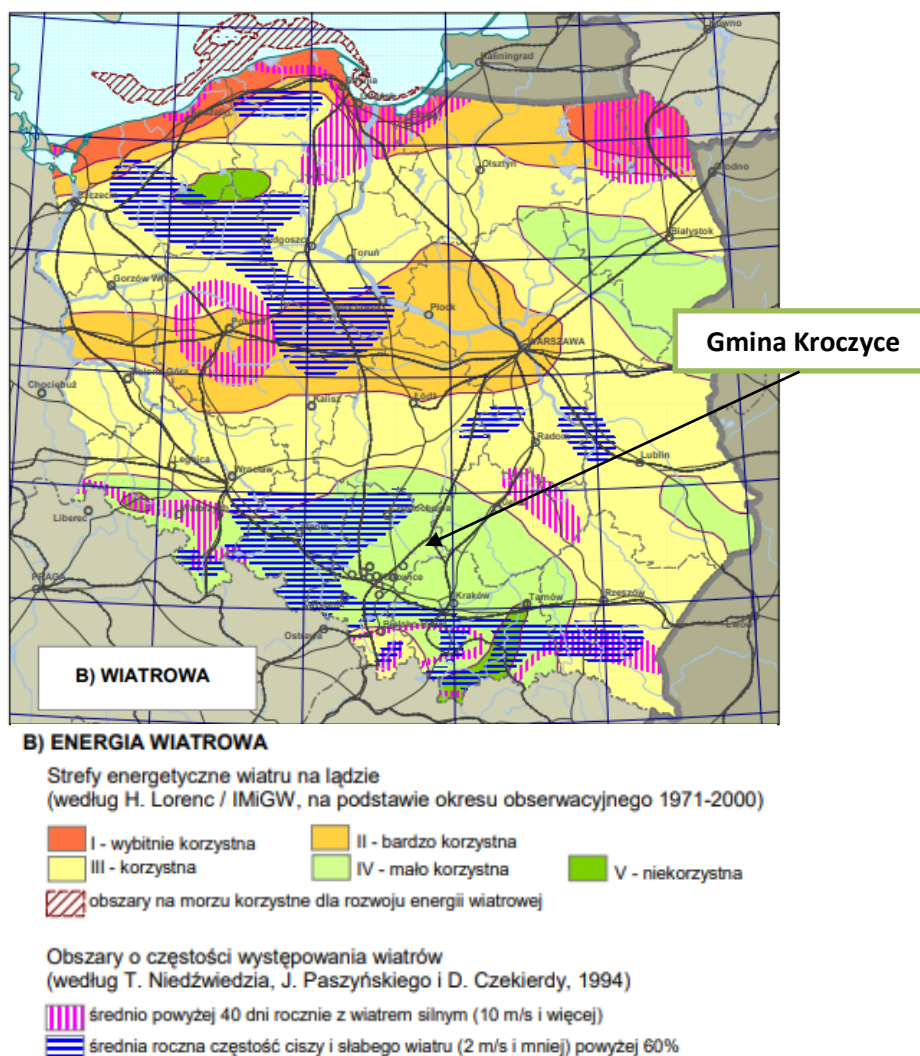 Kaliningrad
Olsztyn
Grodno
Białystok
Toruń
Gorzów Wlkp.
Płock
WARSZAWA
Gmina Kroczyce
Chociebuż
Kalisz
Łódź
Radom
Lublin
Legnica
Wrocław
Liberec
PRAGA
Kraków
Tarnów
Rzeszów
Lwów
Ostrawa
B) WIATROWA
B) ENERGIA WIATROWA
Strefy energetyczne wiatru na lądzie
(według H. Lorenc / IMiGW, na podstawie okresu obserwacyjnego 1971-2000)
I - wybitnie korzystna
II - bardzo korzystna
III - korzystna
IV - mało korzystna
V - niekorzystna
obszary na morzu korzystne dla rozwoju energii wiatrowej
Obszary o częstości występowania wiatrów
(według T. Niedźwiedzia, J. Paszyńskiego i D. Czekierdy, 1994)
średnio powyżej 40 dni rocznie z wiatrem silnym (10 m/s i więcej)
średnia roczna częstość ciszy i słabego wiatru (2 m/s i mniej) powyżej 60%